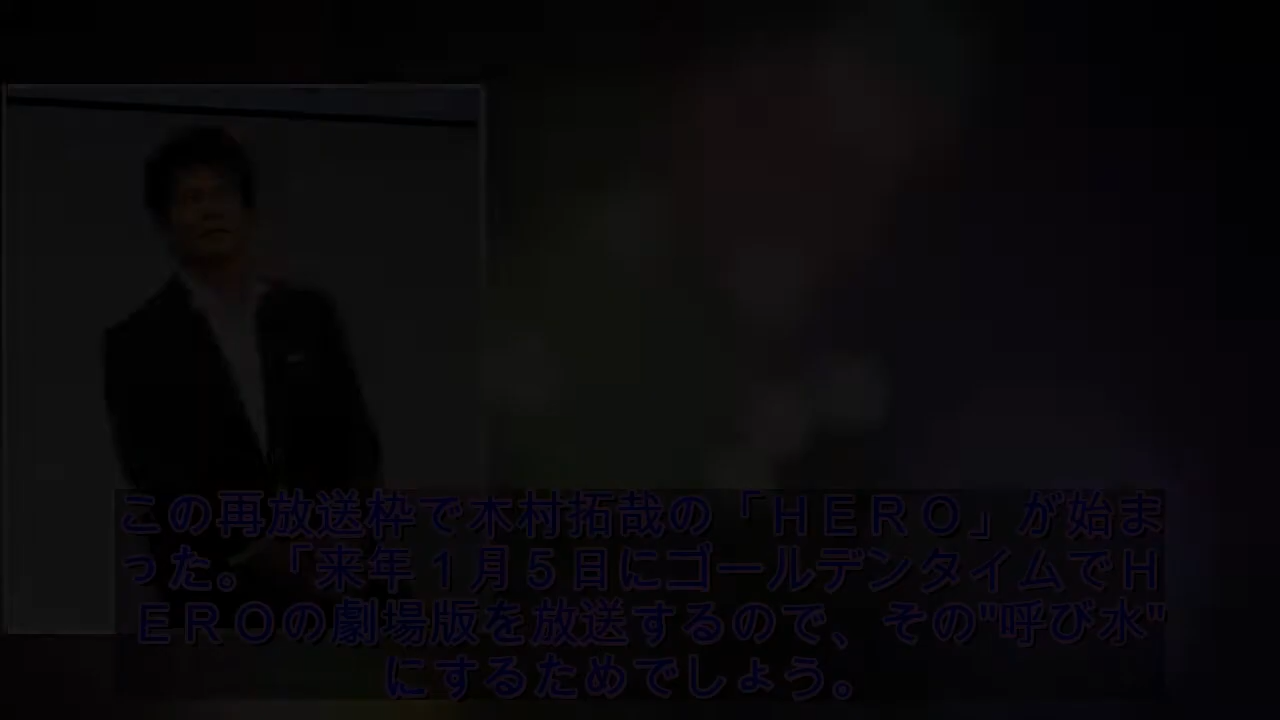 この再放送枠で木村拓哉の「ＨＥＲＯ」が始ま
った。「来年１月５日にゴールデンタイムでＨ
ＥＲＯの劇場版を放送するので、その"呼び水"
にするためでしょう。